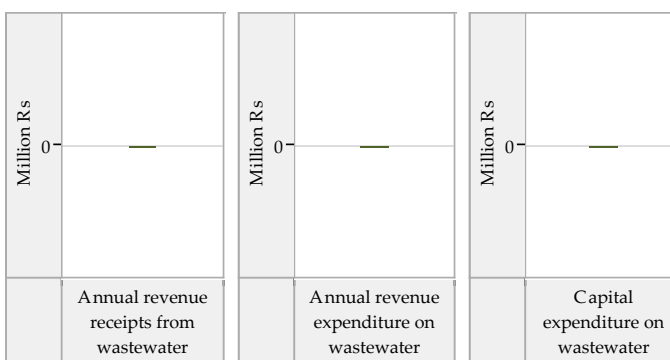 Million Rs
0
Annual revenue
receipts from
wastewater
Million Rs
0
Annual revenue
expenditure on
wastewater
Million Rs
0
Capital
expenditure on
wastewater